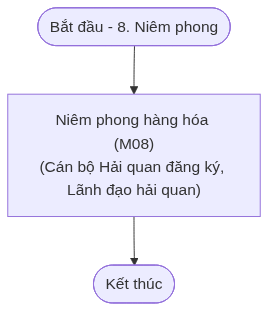 Bắt đầu - 8. Niêm phong
Niêm phong hàng hóa
(M08)
(Cán bộ Hải quan đăng ký,
Lãnh đạo hải quan)
Kết thúc